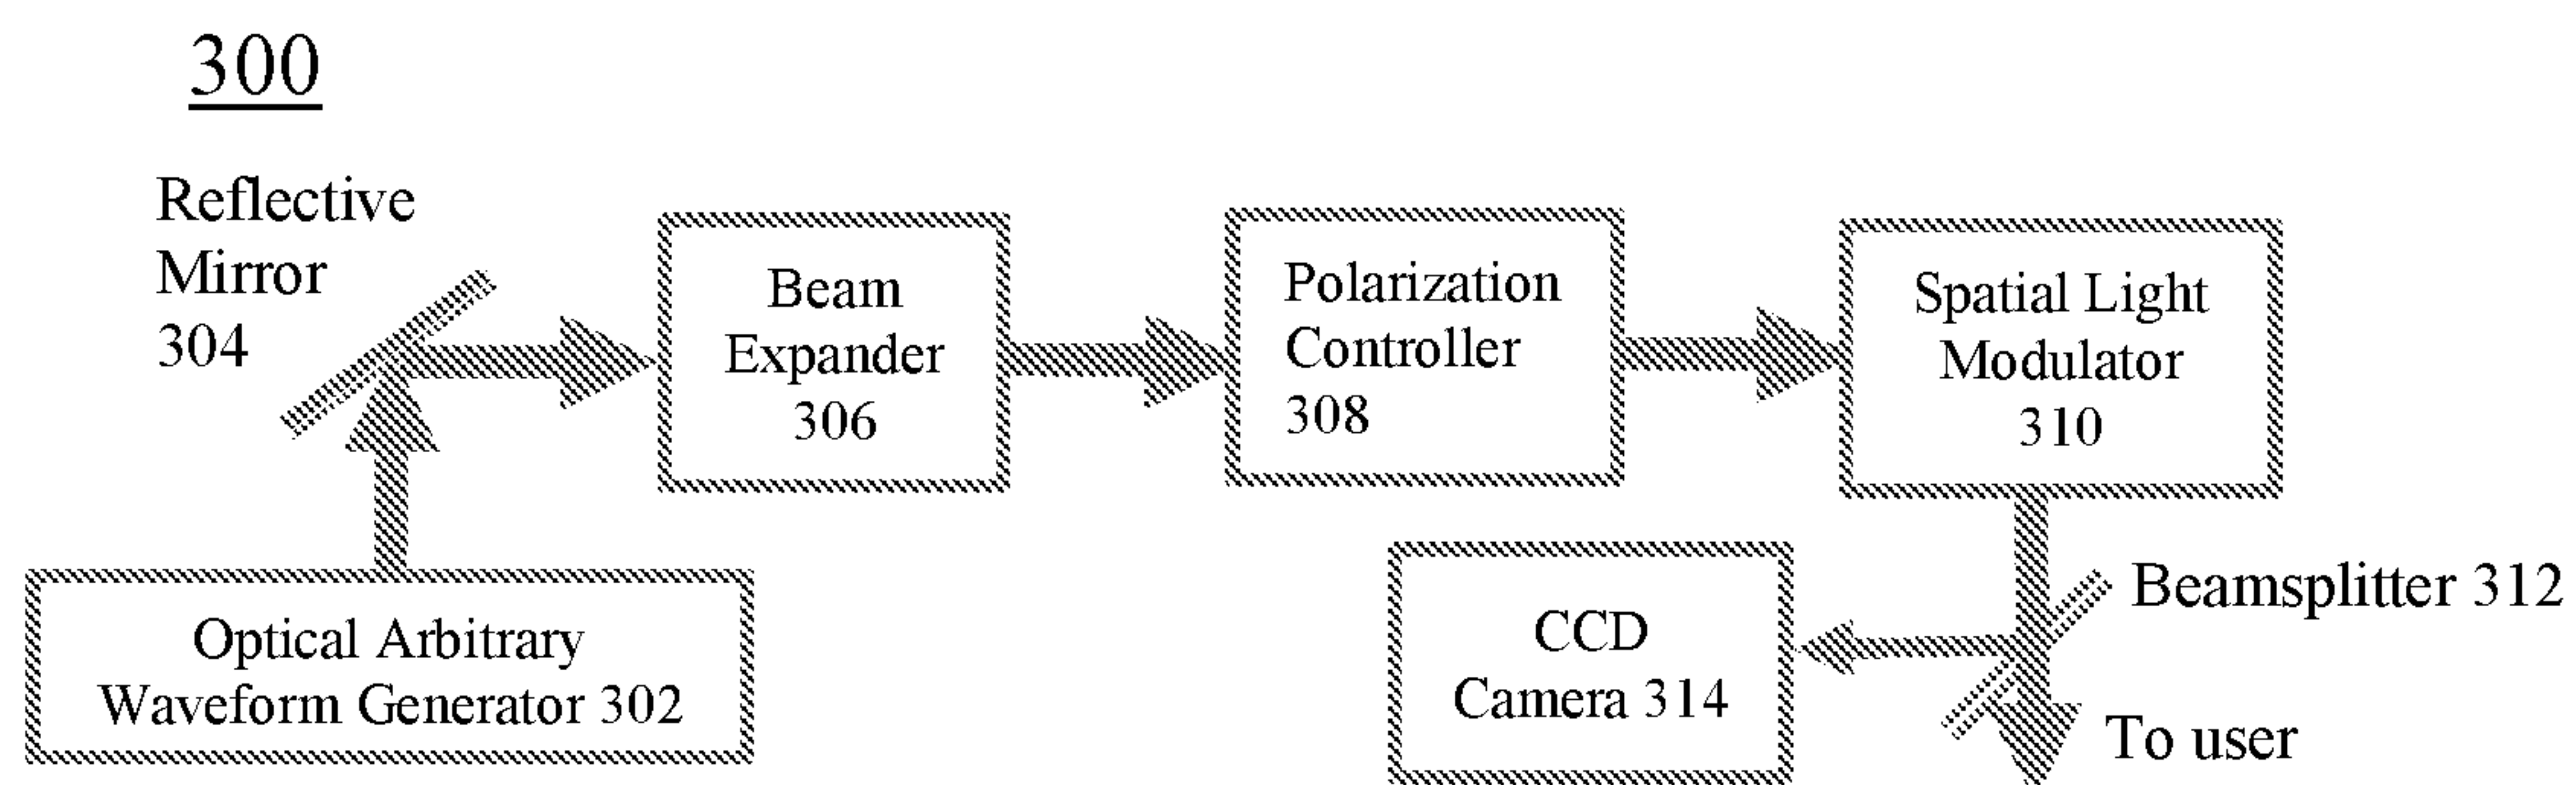 300
Reflective
Mirror
304
Beam
Expander
306
Polarization
Controller
308
Spatial Light
Modulator
310
Optical Arbitrary
Waveform Generator 302
CCD
Camera 314
Beamsplitter 312
To user